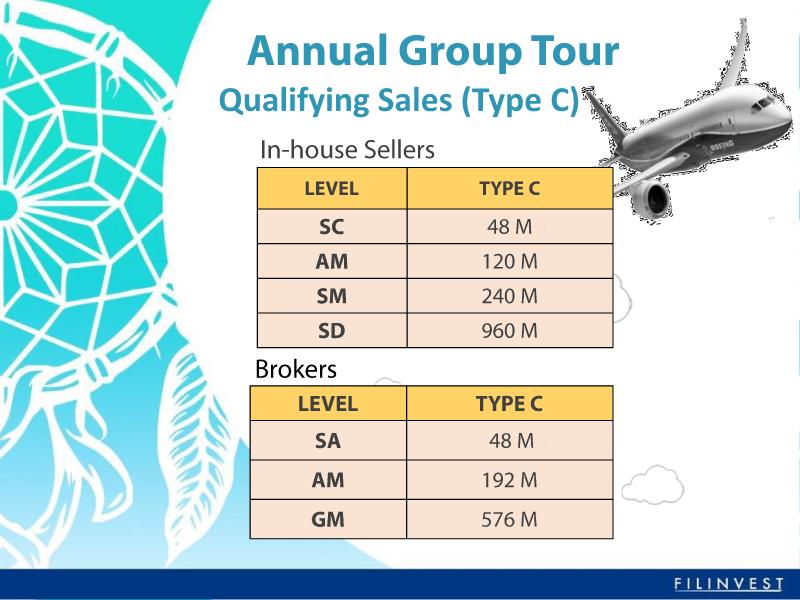 Annual Group Tour
Qualifying Sales (Type C)
In-house Sellers
LEVEL TYPE C
SC 48 M
AM 120 M
SM 240 M
SD 960 M
Brokers
LEVEL TYPE C
SA 48 M
AM 192 M
GM 576 M
BOEING
FILINVEST